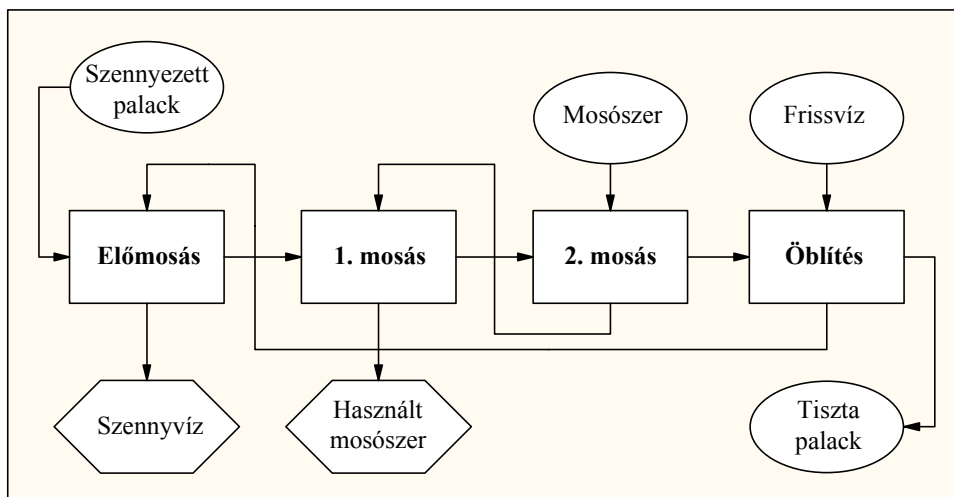 Szennyezett
palack
Mosószer
Frissvíz
Előmosás
1. mosás
2. mosás
Öblítés
Szennyvíz
Használt
mosószer
Tiszta
palack